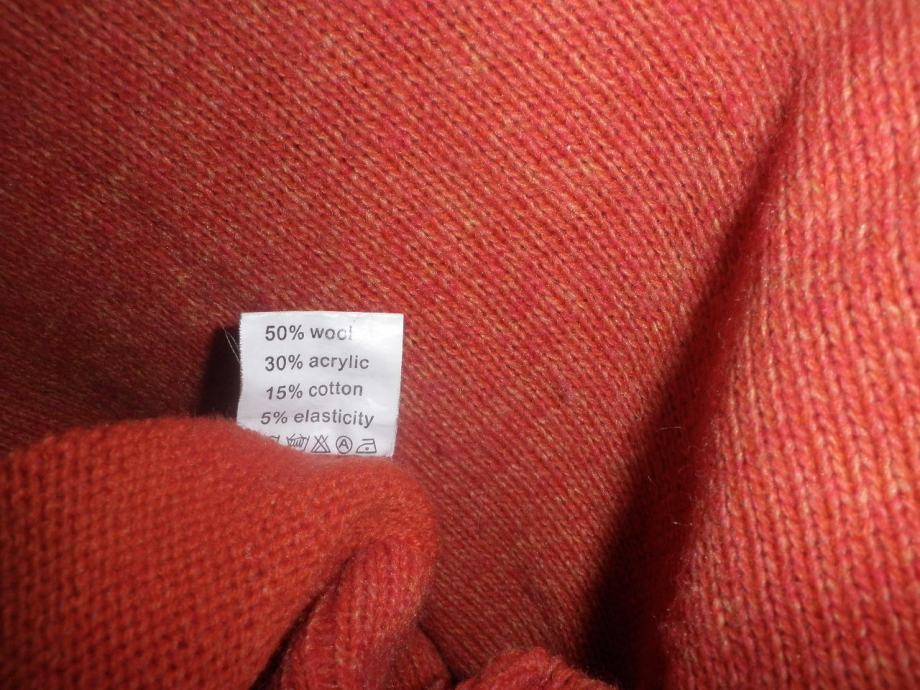 50% wool
30% acrylic
15% cotton
5% elasticity
A